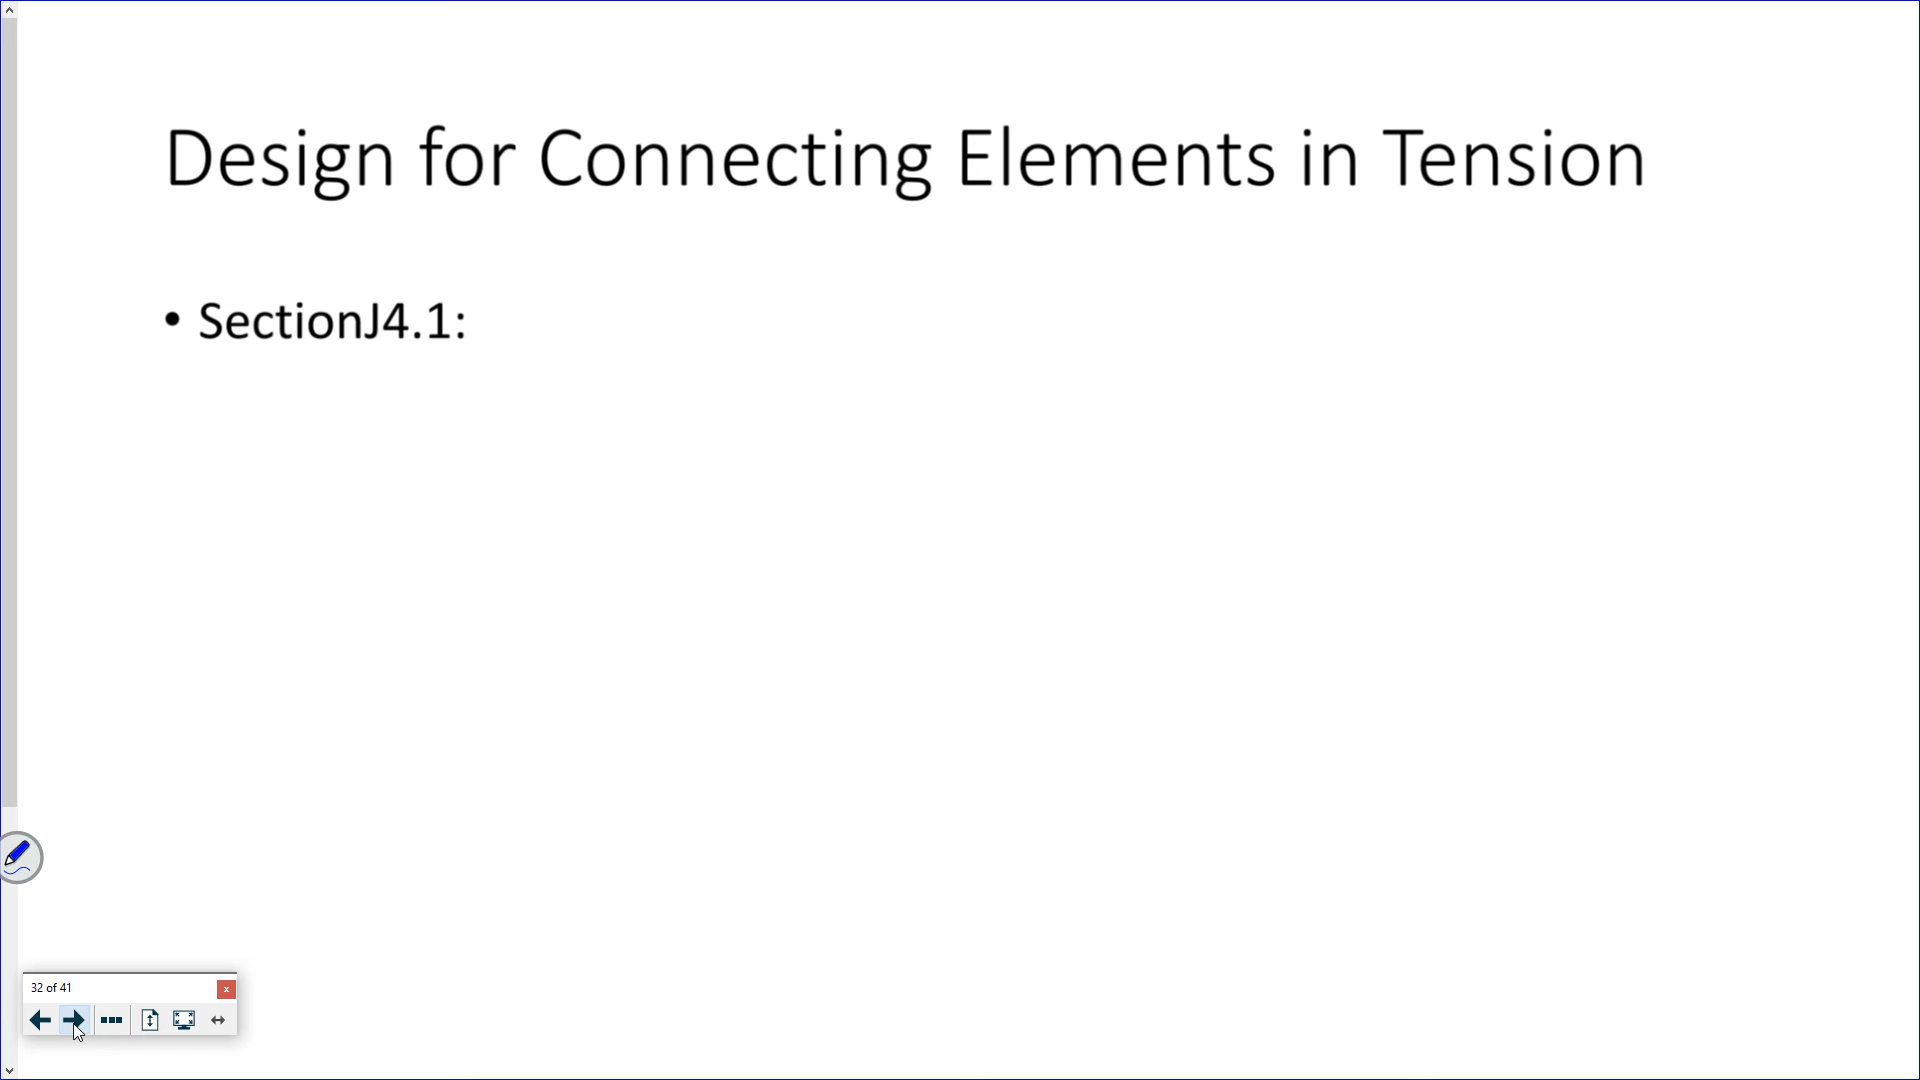 Design for Connecting Elements in Tension
• SectionJ4.1:
32 of 41
x